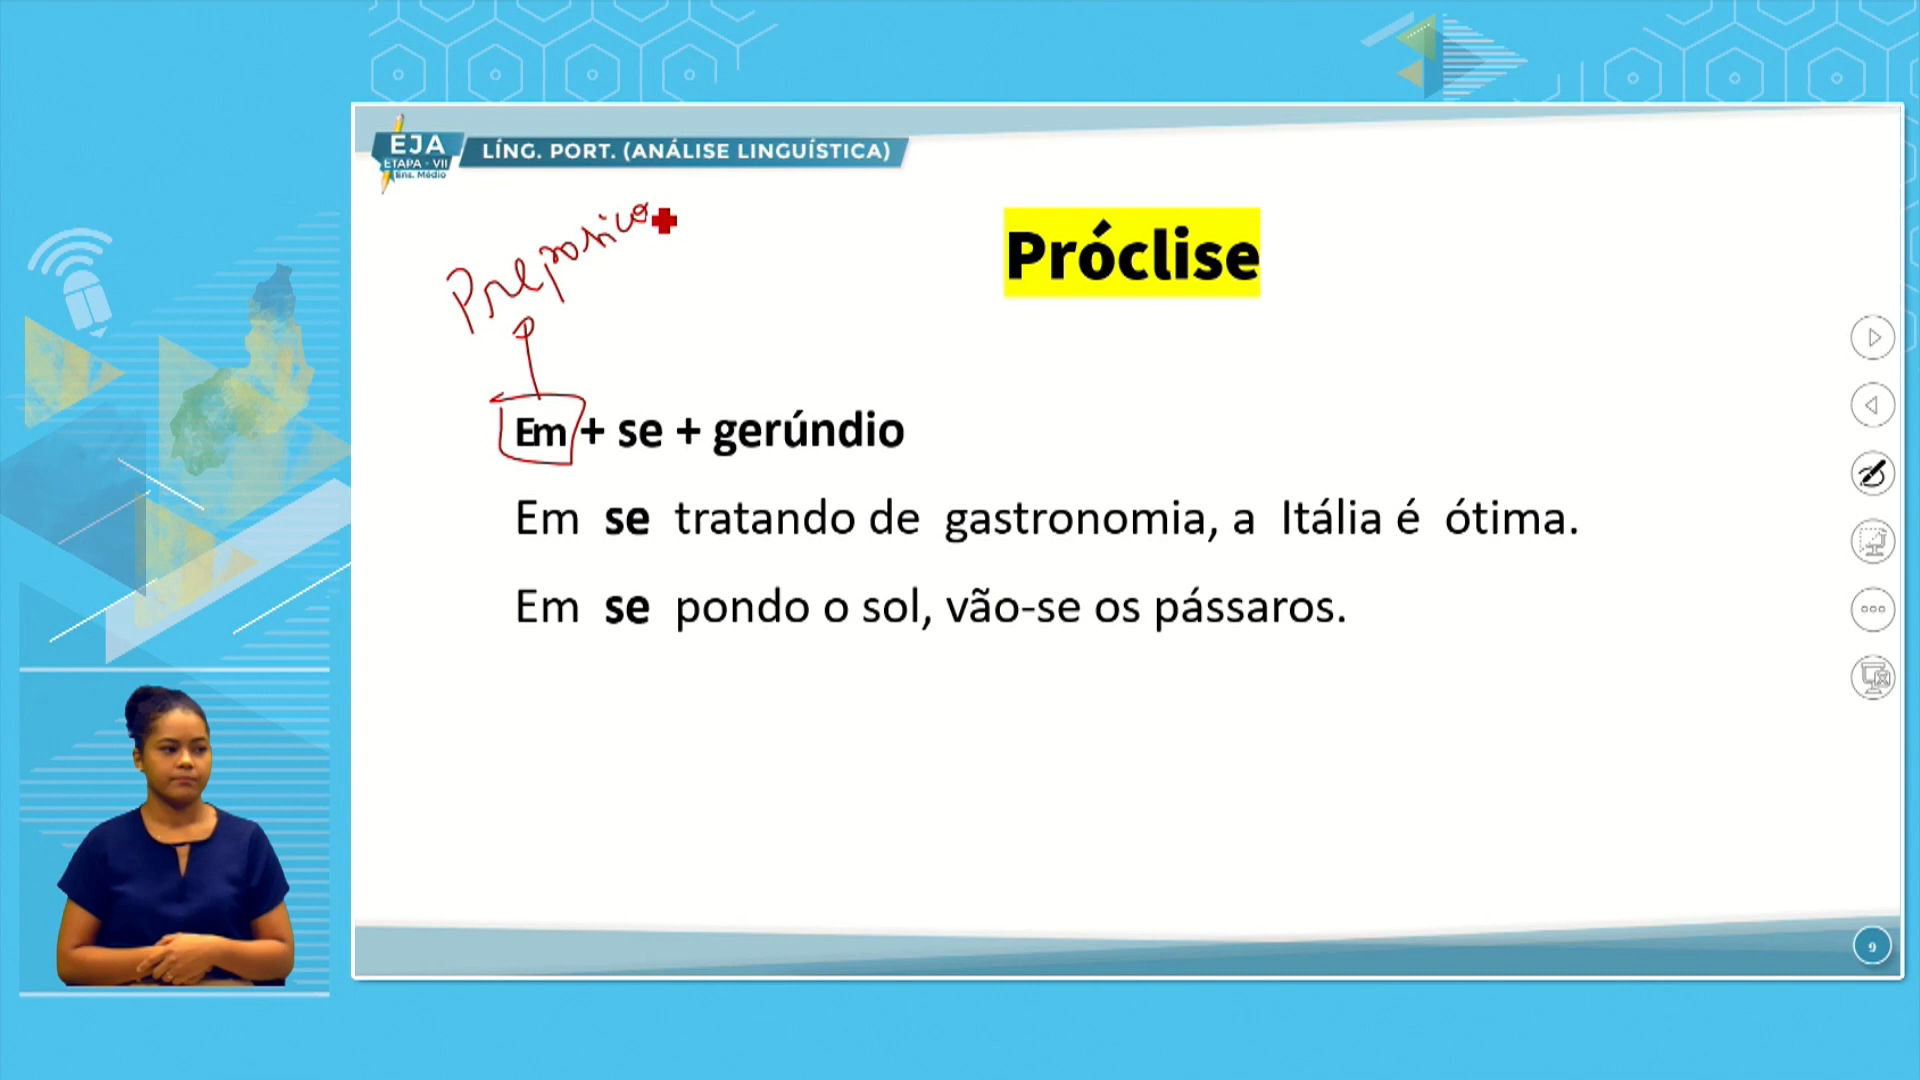 EJA
ETAPA - VII
Ens. Médio
LÍNG. PORT. (ANÁLISE LINGUÍSTICA)
Próclise
Em + se + gerúndio
Em se tratando de gastronomia, a Itália é ótima.
Em se pondo o sol, vão-se os pássaros.
9